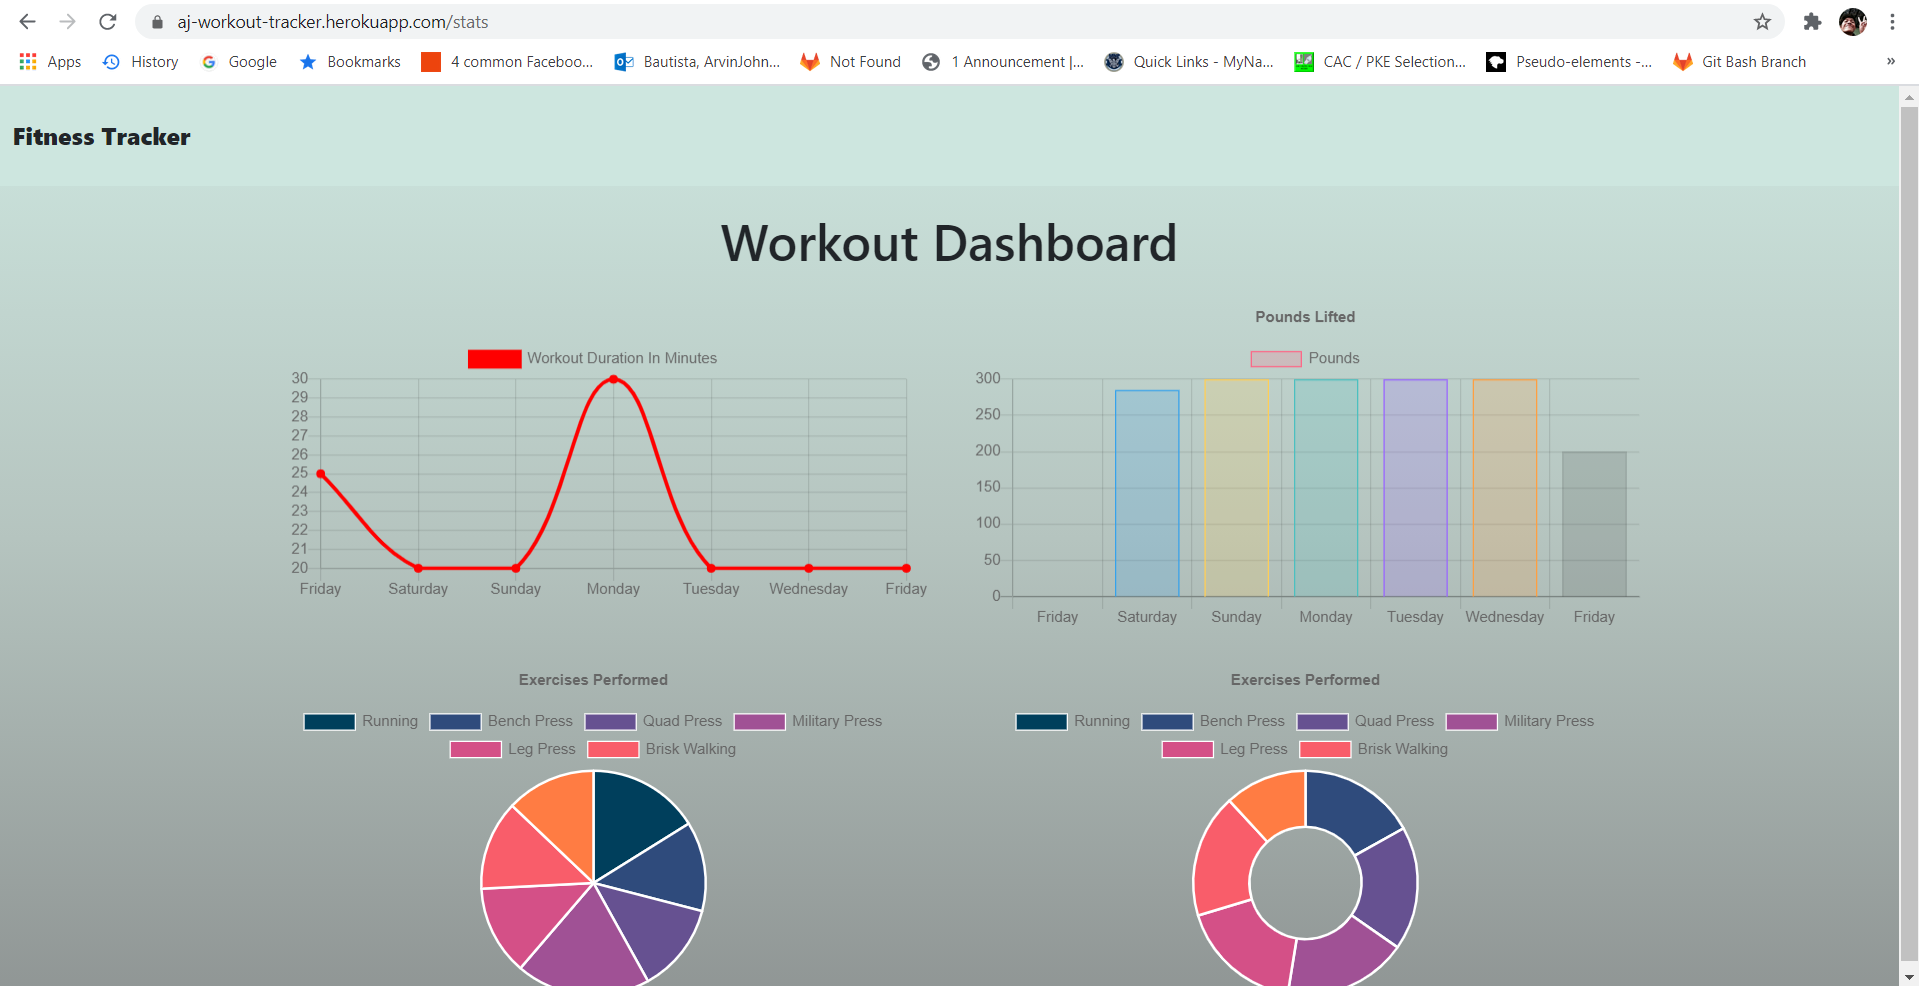 aj-workout-tracker.herokuapp.com/stats
Apps History Google Bookmarks 4 common Faceboo... Bautista, ArvinJohn... Not Found 1 Announcement |... Quick Links - MyNa... CAC / PKE Selection... Pseudo-elements -... Git Bash Branch »
Fitness Tracker
Workout Dashboard
Workout Duration In Minutes
30
29
28
27
26
25
24
23
22
21
20
Friday Saturday Sunday Monday Tuesday Wednesday Friday
Pounds Lifted
Pounds
300
250
200
150
100
50
0
Friday Saturday Sunday Monday Tuesday Wednesday Friday
Exercises Performed
Running Bench Press Quad Press Military Press
Leg Press Brisk Walking
Exercises Performed
Running Bench Press Quad Press Military Press
Leg Press Brisk Walking